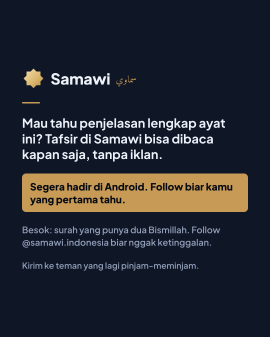 Samawi سماوي
Mau tahu penjelasan lengkap ayat
ini? Tafsir di Samawi bisa dibaca
kapan saja, tanpa iklan.
Segera hadir di Android. Follow biar kamu
yang pertama tahu.
Besok: surah yang punya dua Bismillah. Follow
@samawi.indonesia biar nggak ketinggalan.
Kirim ke teman yang lagi pinjam-meminjam.